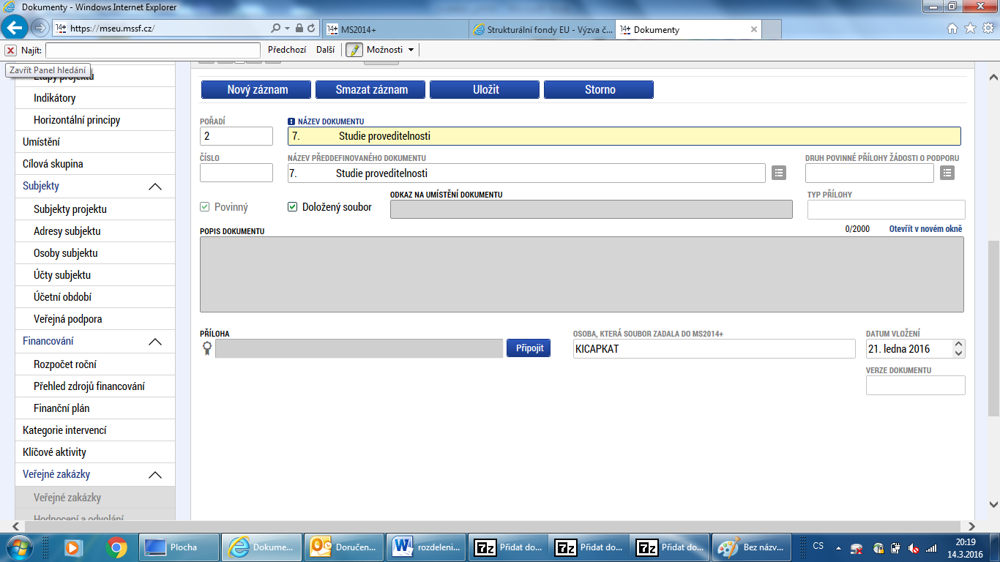 Dokumenty - Windows Internet Explorer
14+ https://mseu.mssf.cz/
14+ MS2014+
Strukturální fondy EU - Výzva č...
14+ Dokumenty
Najít:
Předchozí Další Možnosti
Zavřít Panel hledání
Etapy projektu
Indikátory
Horizontální principy
Umístění
Cílová skupina
Subjekty
Subjekty projektu
Adresy subjektu
Osoby subjektu
Účty subjektu
Účetní období
Veřejná podpora
Financování
Rozpočet roční
Přehled zdrojů financování
Finanční plán
Kategorie intervencí
Klíčové aktivity
Veřejné zakázky
Veřejné zakázky
Hodnocení a odvolání
Nový záznam Smazat záznam Uložit Storno
POŘADÍ NÁZEV DOKUMENTU
2 7. Studie proveditelnosti
ČÍSLO NÁZEV PŘEDDEFINOVANÉHO DOKUMENTU DRUH POVINNÉ PŘÍLOHY ŽÁDOSTI O PODPORU
7. Studie proveditelnosti
Povinný Doložený soubor ODKAZ NA UMÍSTĚNÍ DOKUMENTU TYP PŘÍLOHY
POPIS DOKUMENTU 0/2000 Otevřít v novém okně
PŘÍLOHA OSOBA, KTERÁ SOUBOR ZADALA DO MS2014+ DATUM VLOŽENÍ
Připojit KICAPKAT 21. ledna 2016
VERZE DOKUMENTU
Plocha Dokume... Doručen... rozdeleni... Přidat do... Přidat do... Přidat do... Bez názv... CS 20:19
14.3.2016